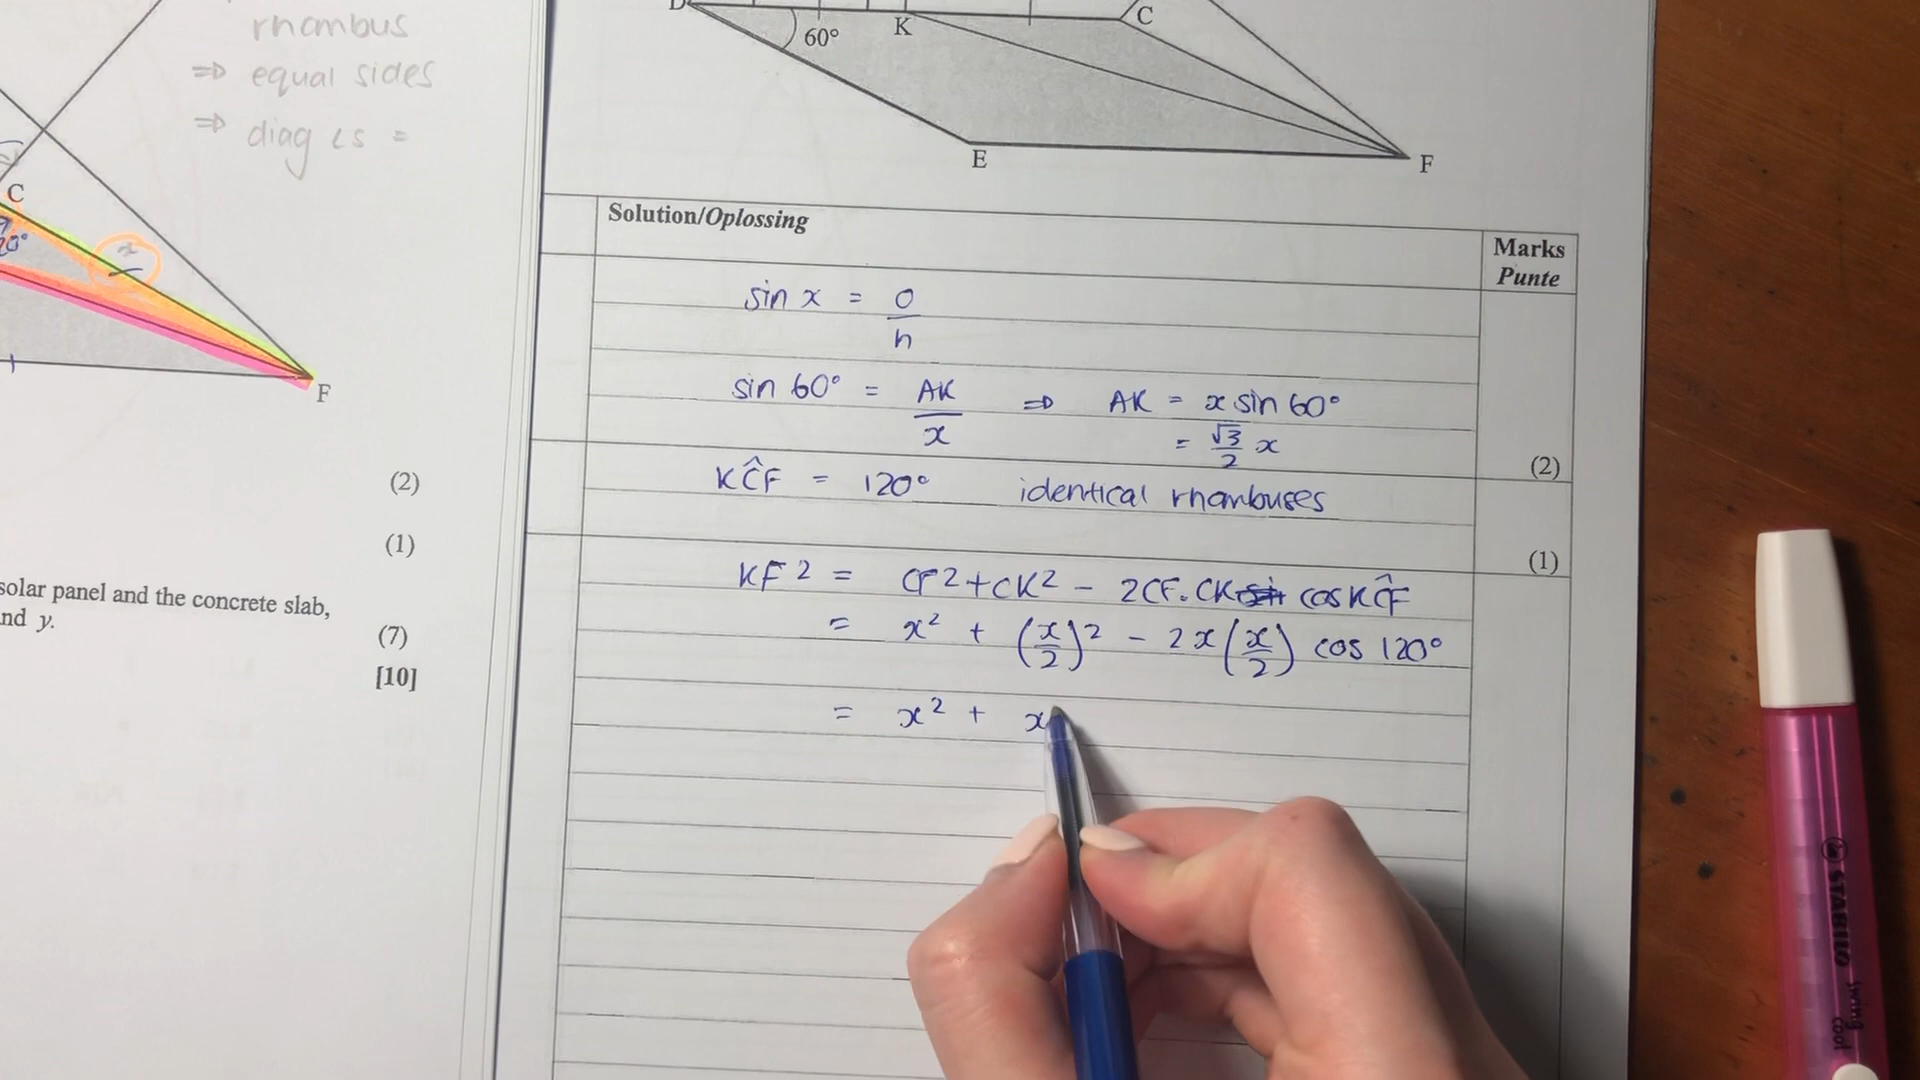 rhombus
⇒ equal sides
⇒ diag ∠s =
C
F
(2)
(1)
solar panel and the concrete slab,
nd y.
(7)
[10]
D
60°
K
C
E
F
Solution/Oplossing
Marks
Punte
sin x = o/h
sin 60° = AK/x ⇒ AK = x sin 60°
= √3/2 x
(2)
KĈF = 120° identical rhombuses
(1)
KF² = CF² + CK² - 2CF.CK cos KĈF
= x² + (x/2)² - 2x(x/2) cos 120°
= x² + x
STABILO swing cool